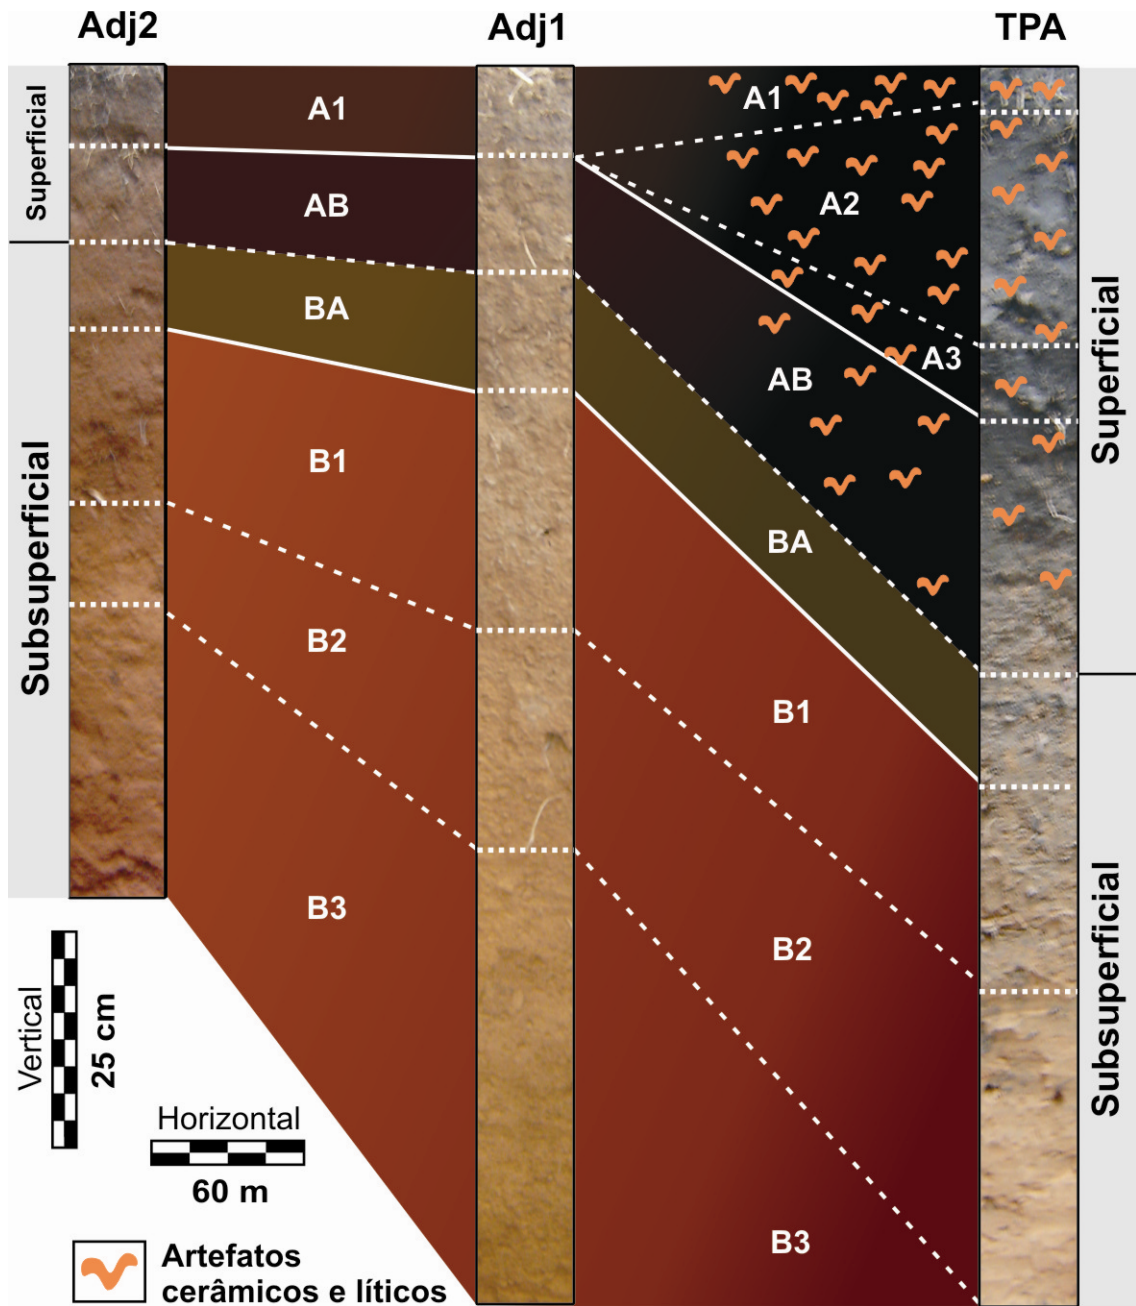 Adj2
Adj1
TPA
Superficial
A1
A1
AB
A2
BA
A3
AB
Superficial
B1
Subsuperficial
BA
B2
B1
B3
B2
Subsuperficial
Vertical
25 cm
Horizontal
60 m
B3
Artefatos
cerâmicos e líticos